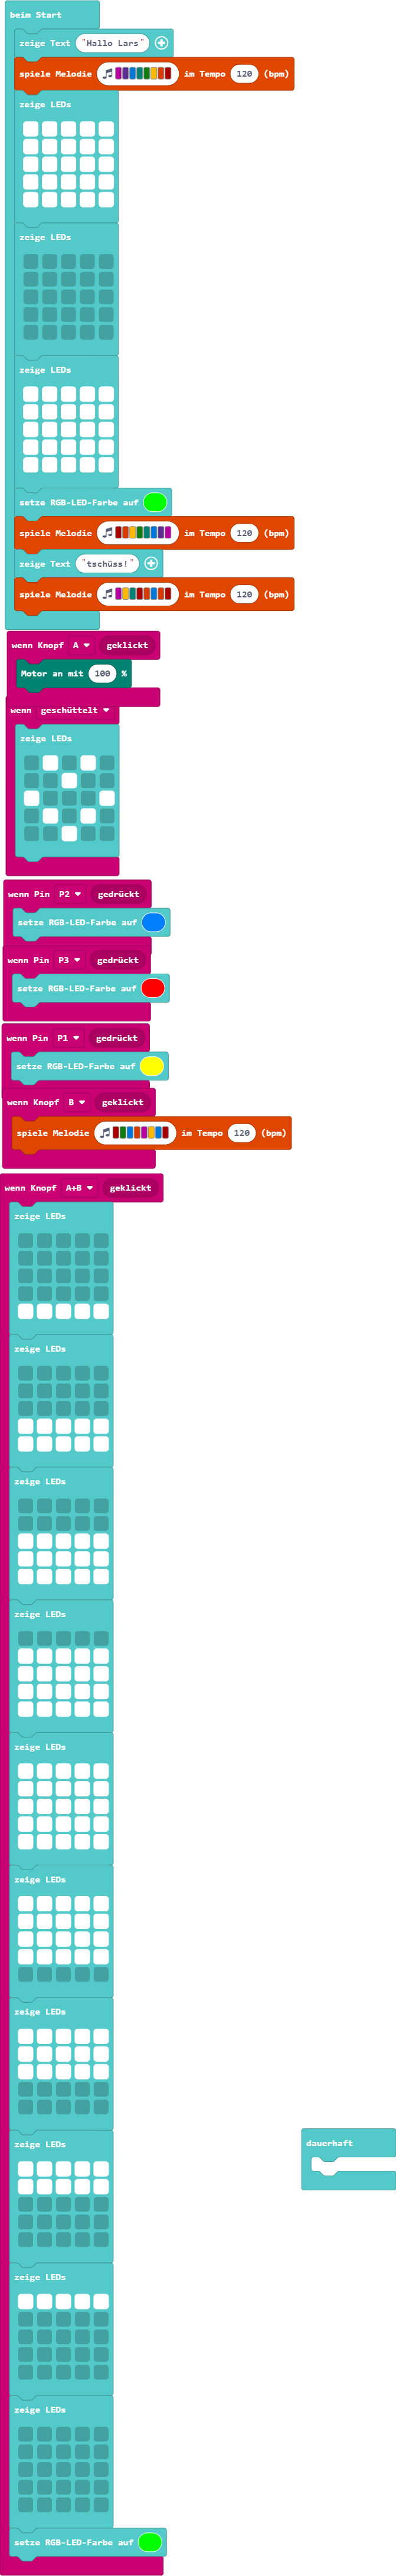 beim Start
zeige Text "Hallo Lars"
spiele Melodie im Tempo 120 (bpm)
zeige LEDs
zeige LEDs
zeige LEDs
setze RGB-LED-Farbe auf
spiele Melodie im Tempo 120 (bpm)
zeige Text "tschüss!"
spiele Melodie im Tempo 120 (bpm)
wenn Knopf A geklickt
Motor an mit 100 %
wenn geschüttelt
zeige LEDs
wenn Pin P2 gedrückt
setze RGB-LED-Farbe auf
wenn Pin P3 gedrückt
setze RGB-LED-Farbe auf
wenn Pin P1 gedrückt
setze RGB-LED-Farbe auf
wenn Knopf B geklickt
spiele Melodie im Tempo 120 (bpm)
wenn Knopf A+B geklickt
zeige LEDs
zeige LEDs
zeige LEDs
zeige LEDs
zeige LEDs
zeige LEDs
zeige LEDs
zeige LEDs
dauerhaft
zeige LEDs
zeige LEDs
setze RGB-LED-Farbe auf